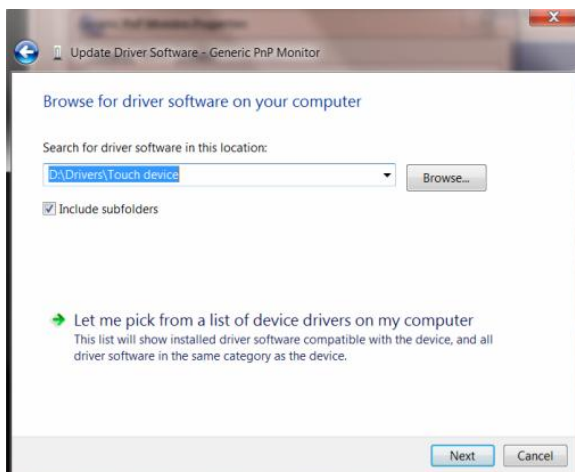 Update Driver Software - Generic PnP Monitor
Browse for driver software on your computer
Search for driver software in this location:
D:\Drivers\Touch device
Browse...
Include subfolders
Let me pick from a list of device drivers on my computer
This list will show installed driver software compatible with the device, and all
driver software in the same category as the device.
Next
Cancel